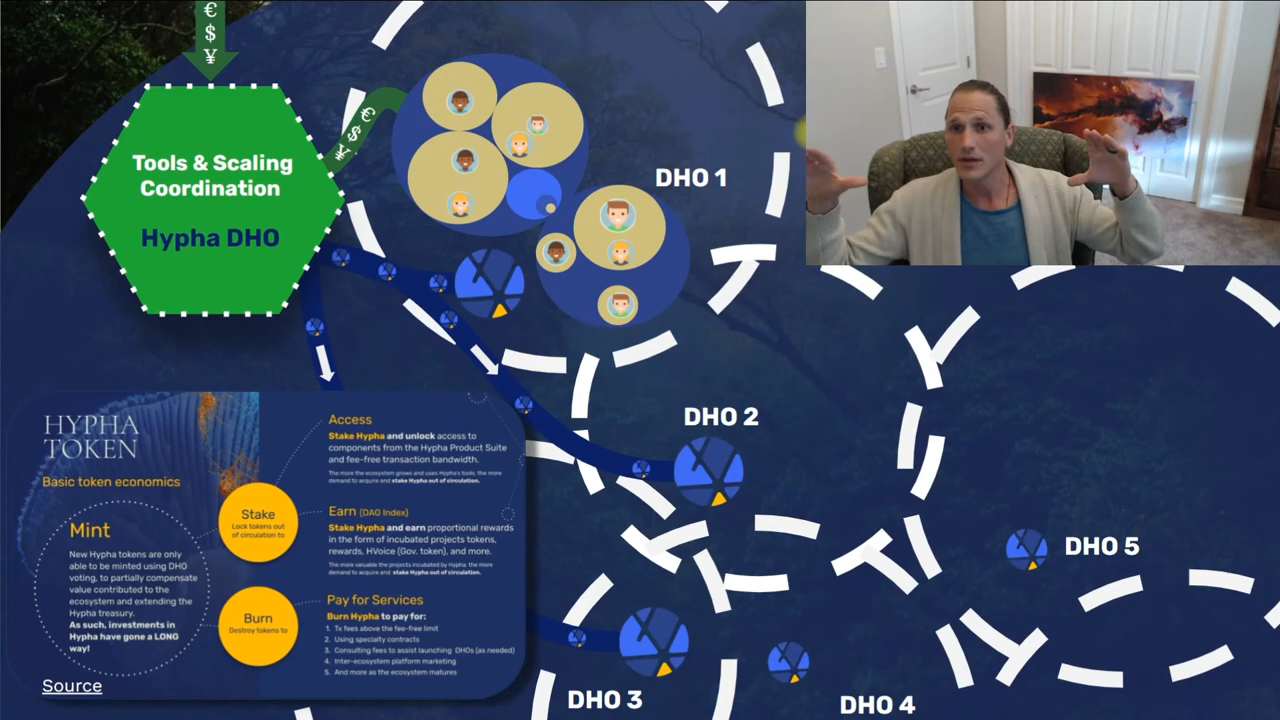 €
$
¥
Tools & Scaling
Coordination
Hypha DHO
€
$
¥
DHO 1
DHO 2
DHO 5
DHO 3
DHO 4
HYPHA
TOKEN
Basic token economics
Mint
New Hypha tokens are only
able to be minted using DHO
voting, to partially compensate
value contributed to the
ecosystem and extending the
Hypha treasury.
As such, investments in
Hypha have gone a LONG
way!
Stake
Lock tokens out
of circulation to
Burn
Destroy tokens to
Access
Stake Hypha and unlock access to
components from the Hypha Product Suite
and fee-free transaction bandwidth.
The more the ecosystem grows and uses Hypha's tools, the more
demand to acquire and stake Hypha out of circulation.
Earn (DAO Index)
Stake Hypha and earn proportional rewards
in the form of incubated projects tokens,
rewards, HVoice (Gov. token), and more.
The more valuable the projects incubated by Hypha, the more
demand to acquire and stake Hypha out of circulation.
Pay for Services
Burn Hypha to pay for:
1. Tx fees above the fee-free limit
2. Using specialty contracts
3. Consulting fees to assist launching DHOs (as needed)
4. Inter-ecosystem platform marketing
5. And more as the ecosystem matures
Source